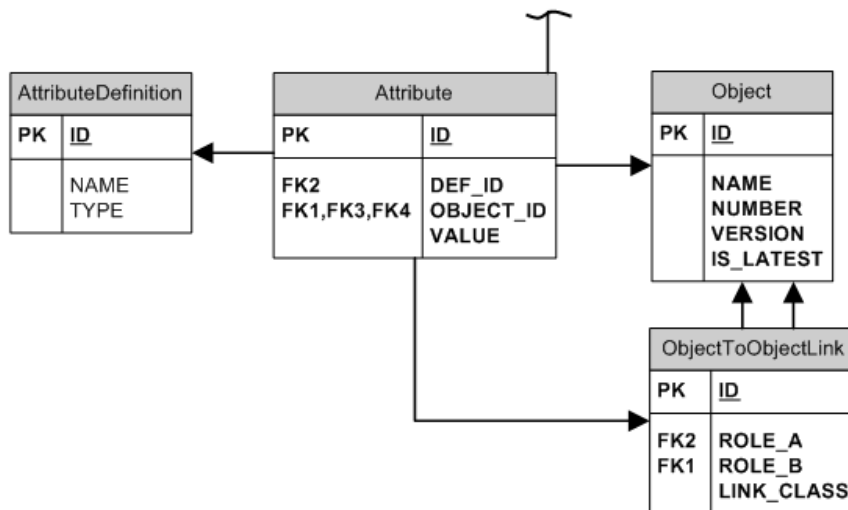 AttributeDefinition
PK ID
NAME
TYPE
Attribute
PK ID
FK2 DEF_ID
FK1,FK3,FK4 OBJECT_ID
VALUE
Object
PK ID
NAME
NUMBER
VERSION
IS_LATEST
ObjectToObjectLink
PK ID
FK2 ROLE_A
FK1 ROLE_B
LINK_CLASS